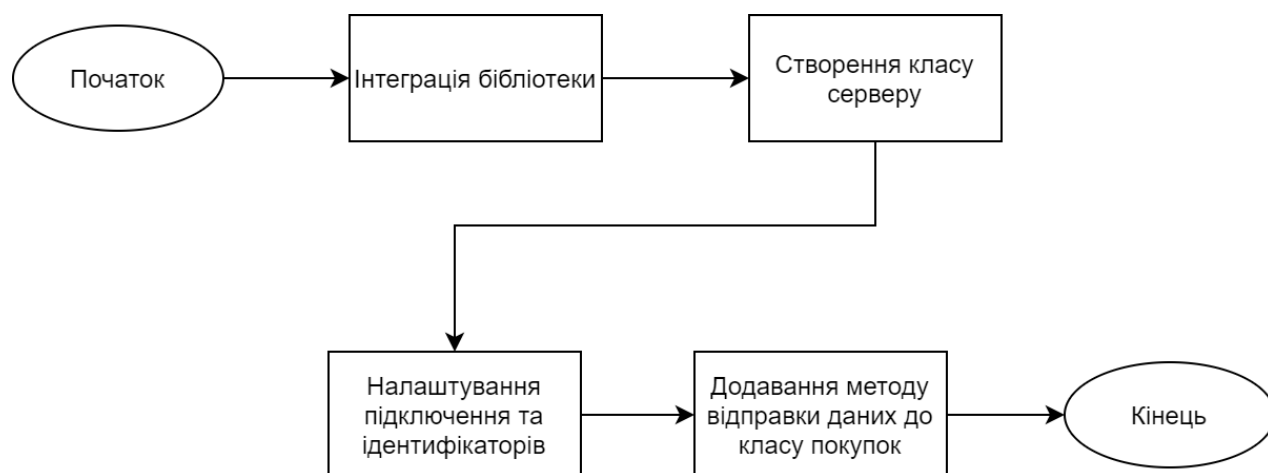 Початок
Інтеграція бібліотеки
Створення класу
серверу
Налаштування
підключення та
ідентифікаторів
Додавання методу
відправки даних до
класу покупок
Кінець